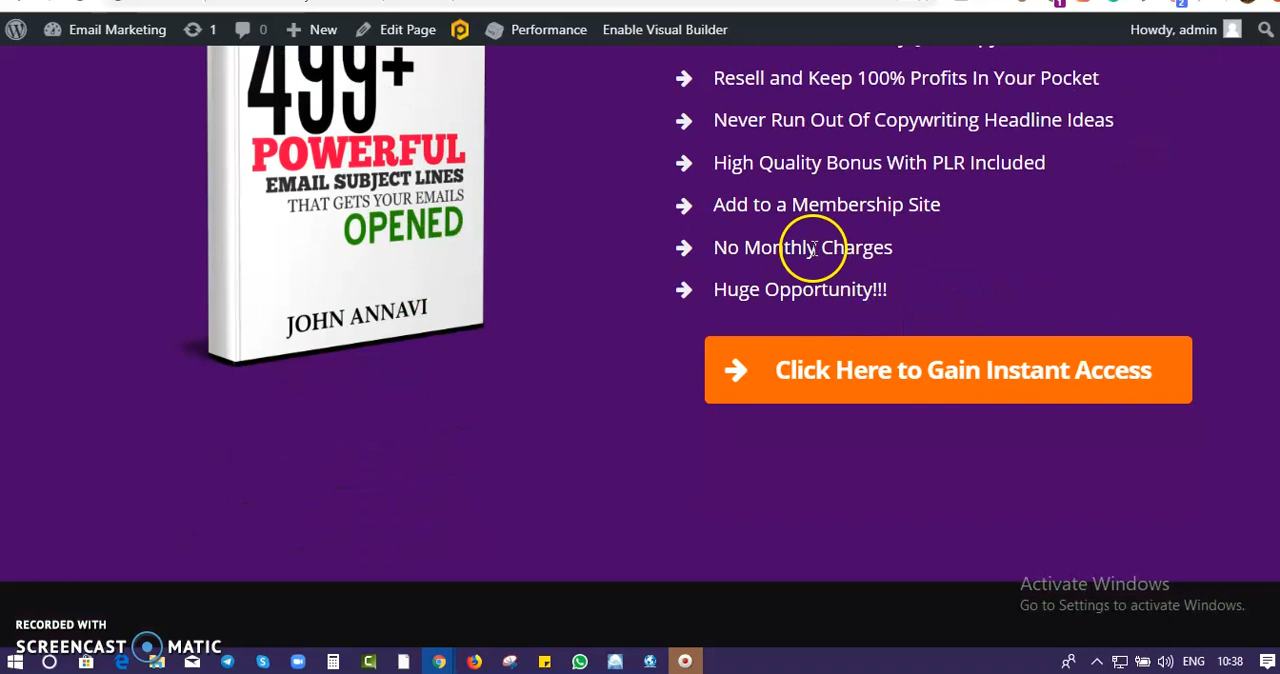 Email Marketing 1 0 New Edit Page Performance Enable Visual Builder Howdy, admin
499+
POWERFUL
EMAIL SUBJECT LINES
THAT GETS YOUR EMAILS
OPENED
JOHN ANNAVI
Resell and Keep 100% Profits In Your Pocket
Never Run Out Of Copywriting Headline Ideas
High Quality Bonus With PLR Included
Add to a Membership Site
No Monthly Charges
Huge Opportunity!!!
Click Here to Gain Instant Access
Activate Windows
Go to Settings to activate Windows.
RECORDED WITH
SCREENCAST MATIC
ENG 10:38